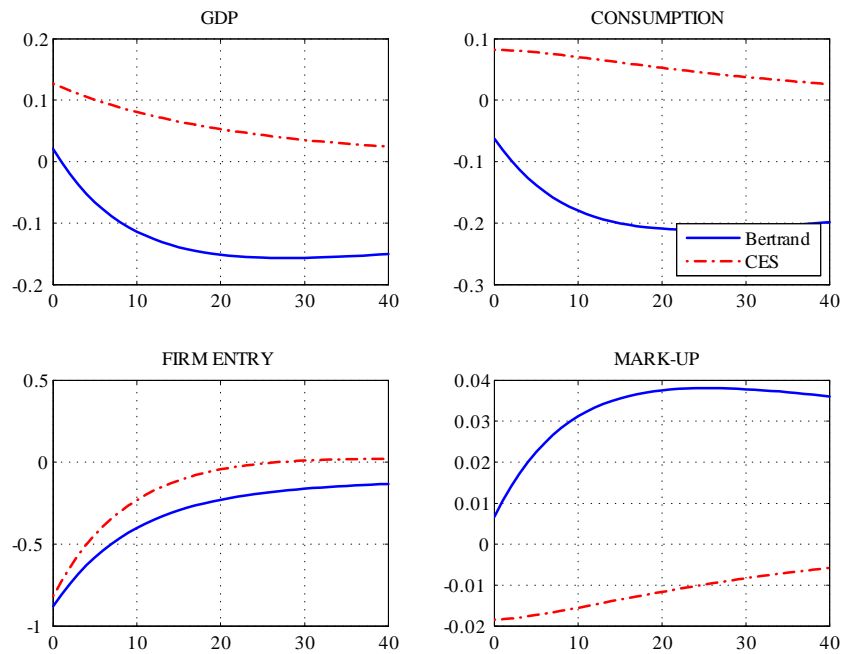 GDP
0.2
0.1
0
-0.1
-0.2
0 10 20 30 40
CONSUMPTION
0.1
0
-0.1
-0.2
-0.3
0 10 20 30 40
Bertrand
CES
FIRM ENTRY
0.5
0
-0.5
-1
0 10 20 30 40
MARK-UP
0.04
0.03
0.02
0.01
0
-0.01
-0.02
0 10 20 30 40